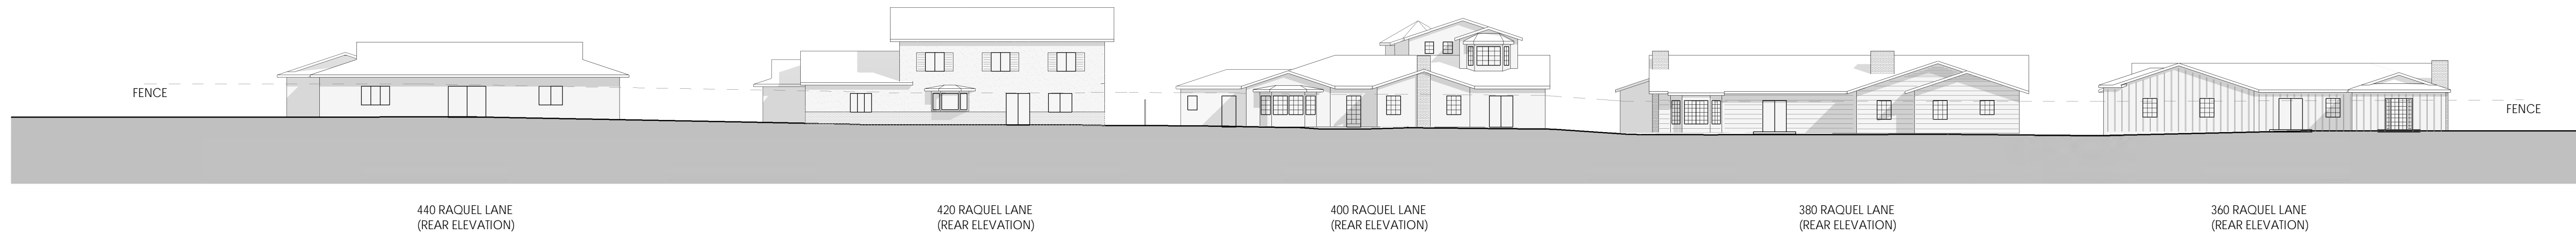 FENCE
FENCE
440 RAQUEL LANE
(REAR ELEVATION)
420 RAQUEL LANE
(REAR ELEVATION)
400 RAQUEL LANE
(REAR ELEVATION)
380 RAQUEL LANE
(REAR ELEVATION)
360 RAQUEL LANE
(REAR ELEVATION)